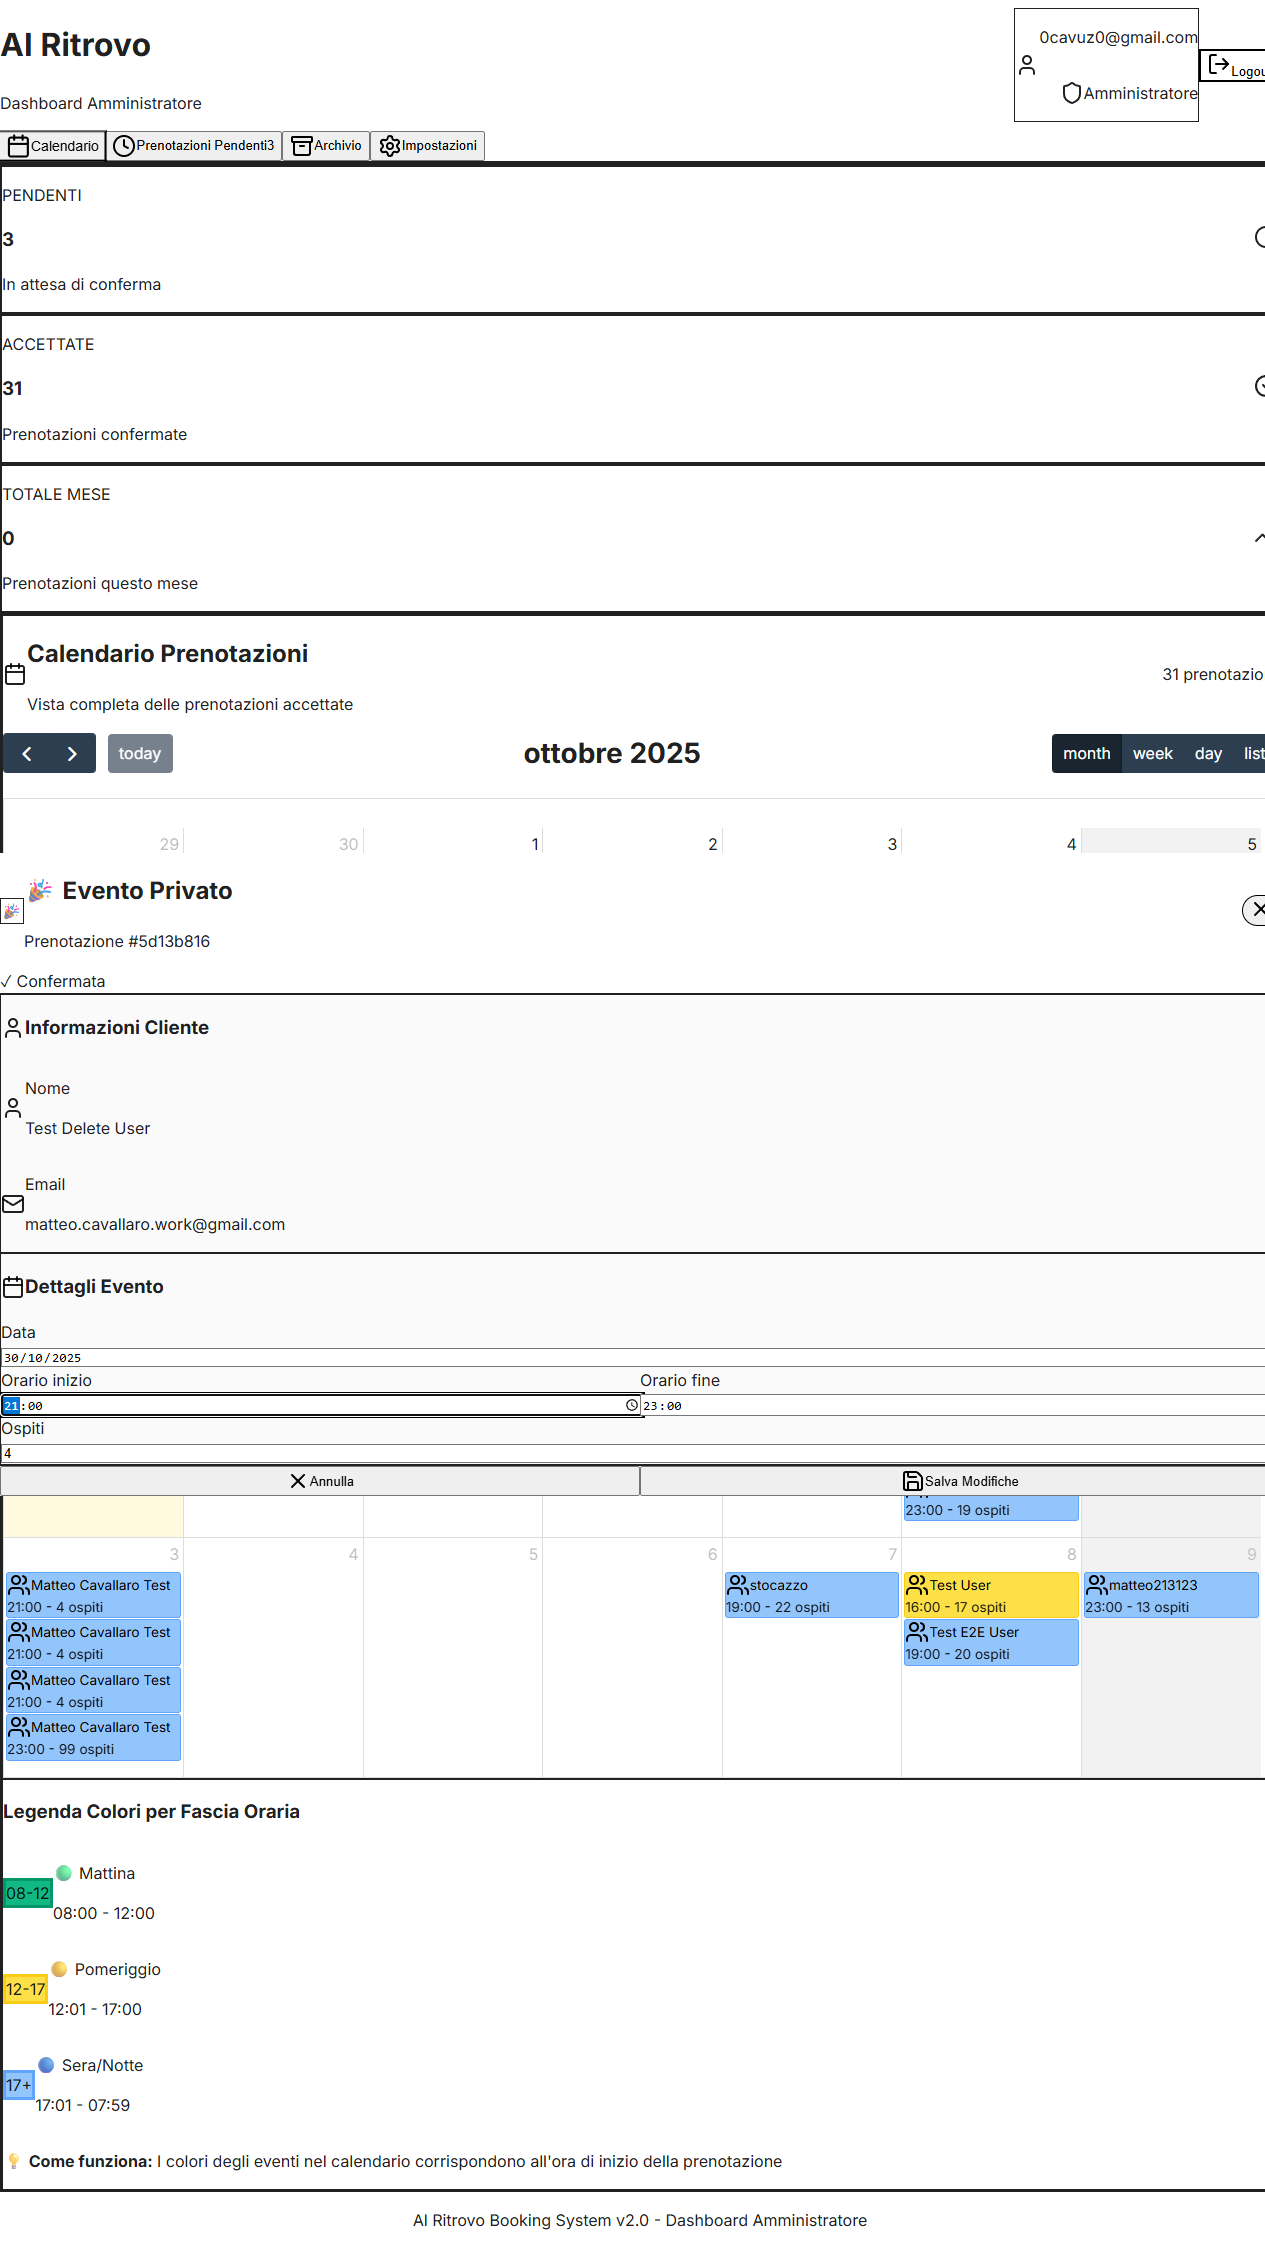 Al Ritrovo
Dashboard Amministratore
0cavuz0@gmail.com
Amministratore
Calendario
Prenotazioni Pendenti3
Archivio
Impostazioni
PENDENTI
3
In attesa di conferma
ACCETTATE
31
Prenotazioni confermate
TOTALE MESE
0
Prenotazioni questo mese
Calendario Prenotazioni
Vista completa delle prenotazioni accettate
31
today
ottobre 2025
month week day
29 30 1 2 3 4 5
🎉 Evento Privato
🎉
Prenotazione #5d13b816
✓ Confermata
Informazioni Cliente
Nome
Test Delete User
Email
matteo.cavallaro.work@gmail.com
Dettagli Evento
Data
30/10/2025
Orario inizio Orario fine
21:00 23:00
Ospiti
4
Annulla Salva Modifiche
23:00 - 19 ospiti
3 4 5 6 7 8 9
Matteo Cavallaro Test
21:00 - 4 ospiti
Matteo Cavallaro Test
21:00 - 4 ospiti
Matteo Cavallaro Test
21:00 - 4 ospiti
Matteo Cavallaro Test
23:00 - 99 ospiti
stocazzo
19:00 - 22 ospiti
Test User
16:00 - 17 ospiti
Test E2E User
19:00 - 20 ospiti
matteo213123
23:00 - 13 ospiti
Legenda Colori per Fascia Oraria
08-12
Mattina
08:00 - 12:00
12-17
Pomeriggio
12:01 - 17:00
17+
Sera/Notte
17:01 - 07:59
💡 Come funziona: I colori degli eventi nel calendario corrispondono all'ora di inizio della prenotazione
Al Ritrovo Booking System v2.0 - Dashboard Amministratore